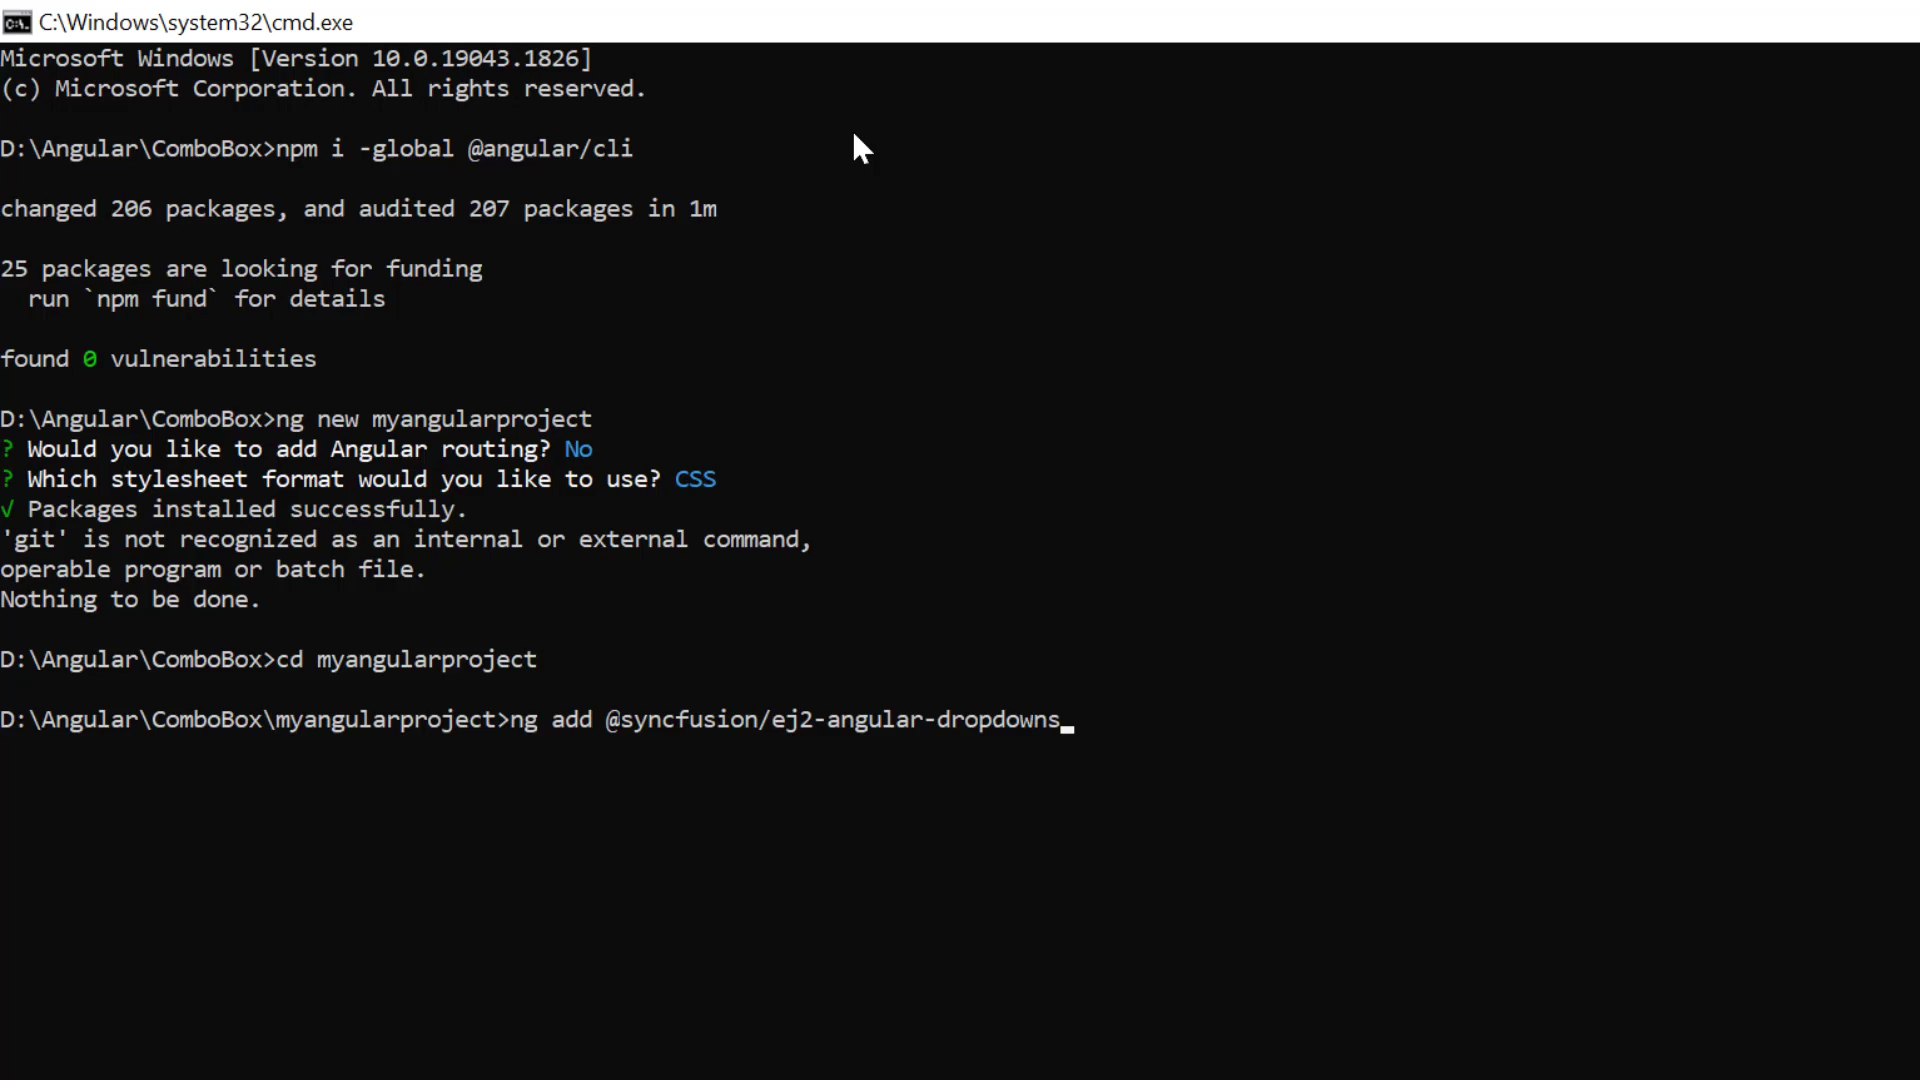 C:\Windows\system32\cmd.exe
Microsoft Windows [Version 10.0.19043.1826]
(c) Microsoft Corporation. All rights reserved.
D:\Angular\ComboBox>npm i -global @angular/cli
changed 206 packages, and audited 207 packages in 1m
25 packages are looking for funding
  run `npm fund` for details
found 0 vulnerabilities
D:\Angular\ComboBox>ng new myangularproject
? Would you like to add Angular routing? No
? Which stylesheet format would you like to use? CSS
√ Packages installed successfully.
'git' is not recognized as an internal or external command,
operable program or batch file.
Nothing to be done.
D:\Angular\ComboBox>cd myangularproject
D:\Angular\ComboBox\myangularproject>ng add @syncfusion/ej2-angular-dropdowns